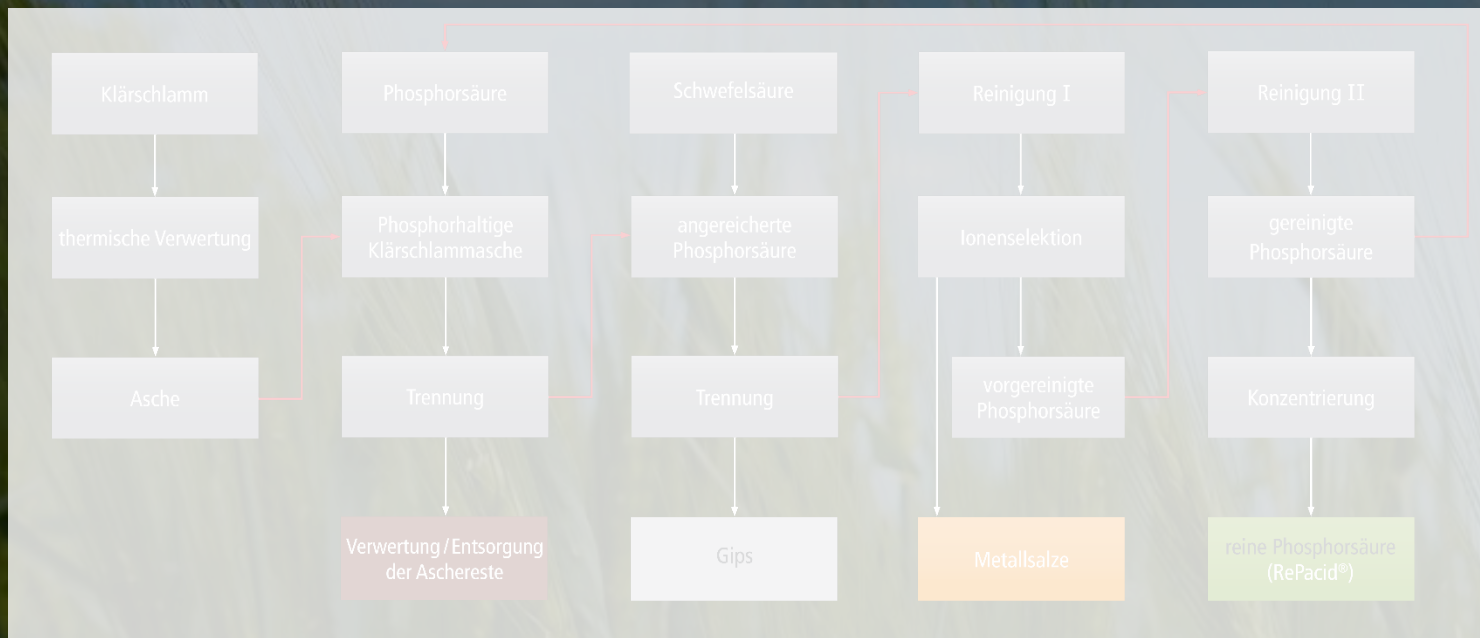 Klärschlamm
thermische Verwertung
Asche
Phosphorsäure
Phosphorhaltige
Klärschlammasche
Trennung
Verwertung / Entsorgung
der Aschereste
Schwefelsäure
angereicherte
Phosphorsäure
Trennung
Gips
Reinigung I
Ionenselektion
vorgereinigte
Phosphorsäure
Metallsalze
Reinigung II
gereinigte
Phosphorsäure
Konzentrierung
reine Phosphorsäure
(RePacid®)